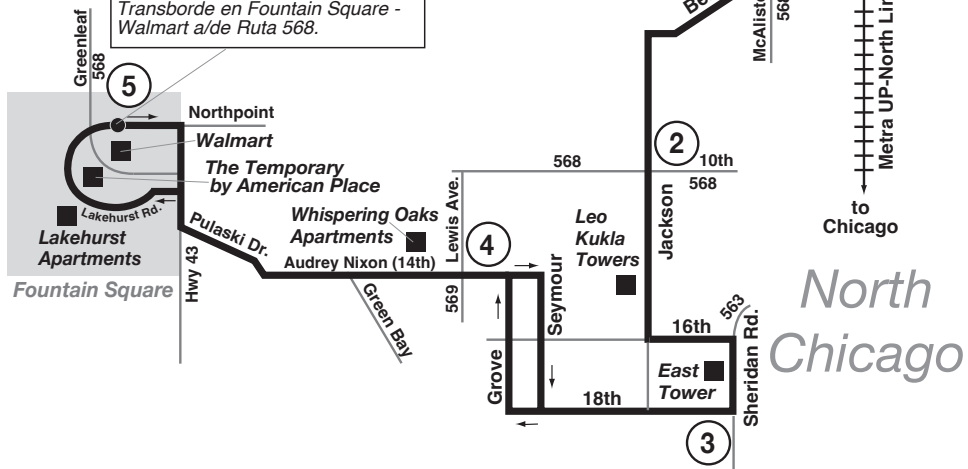 Transborde en Fountain Square -
Walmart a/de Ruta 568.
Greenleaf
568
5
Northpoint
Walmart
The Temporary
by American Place
Lakehurst Rd.
Lakehurst
Apartments
Fountain Square
Hwy 43
Pulaski Dr.
Whispering Oaks
Apartments
Audrey Nixon (14th)
Green Bay
Lewis Ave.
569
4
568
2
10th
568
Jackson
Leo
Kukla
Towers
Seymour
Grove
18th
16th
563
East
Tower
Sheridan Rd.
3
568
Metra UP-North Lin
to
Chicago
North
Chicago